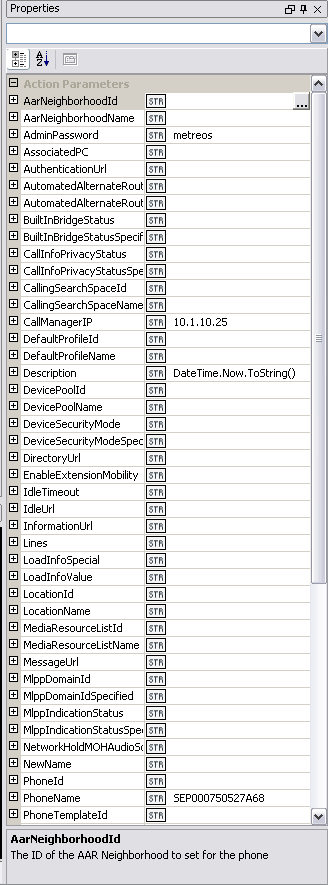 Properties
Action Parameters
AarNeighborhoodId STR ...
AarNeighborhoodName STR
AdminPassword STR metreos
AssociatedPC STR
AuthenticationUrl STR
AutomatedAlternateRout STR
AutomatedAlternateRout STR
BuiltInBridgeStatus STR
BuiltInBridgeStatusSpecif STR
CallInfoPrivacyStatus STR
CallInfoPrivacyStatusSpe STR
CallingSearchSpaceId STR
CallingSearchSpaceName STR
CallManagerIP STR 10.1.10.25
DefaultProfileId STR
DefaultProfileName STR
Description STR DateTime.Now.ToString()
DevicePoolId STR
DevicePoolName STR
DeviceSecurityMode STR
DeviceSecurityModeSpec STR
DirectoryUrl STR
EnableExtensionMobility STR
IdleTimeout STR
IdleUrl STR
InformationUrl STR
Lines STR
LoadInfoSpecial STR
LoadInfoValue STR
LocationId STR
LocationName STR
MediaResourceListId STR
MediaResourceListName STR
MessageUrl STR
MlppDomainId STR
MlppDomainIdSpecified STR
MlppIndicationStatus STR
MlppIndicationStatusSpe STR
NetworkHoldMOHAudioSo STR
NewName STR
PhoneId STR
PhoneName STR SEP000750527A68
PhoneTemplateId STR
AarNeighborhoodId
The ID of the AAR Neighborhood to set for the phone